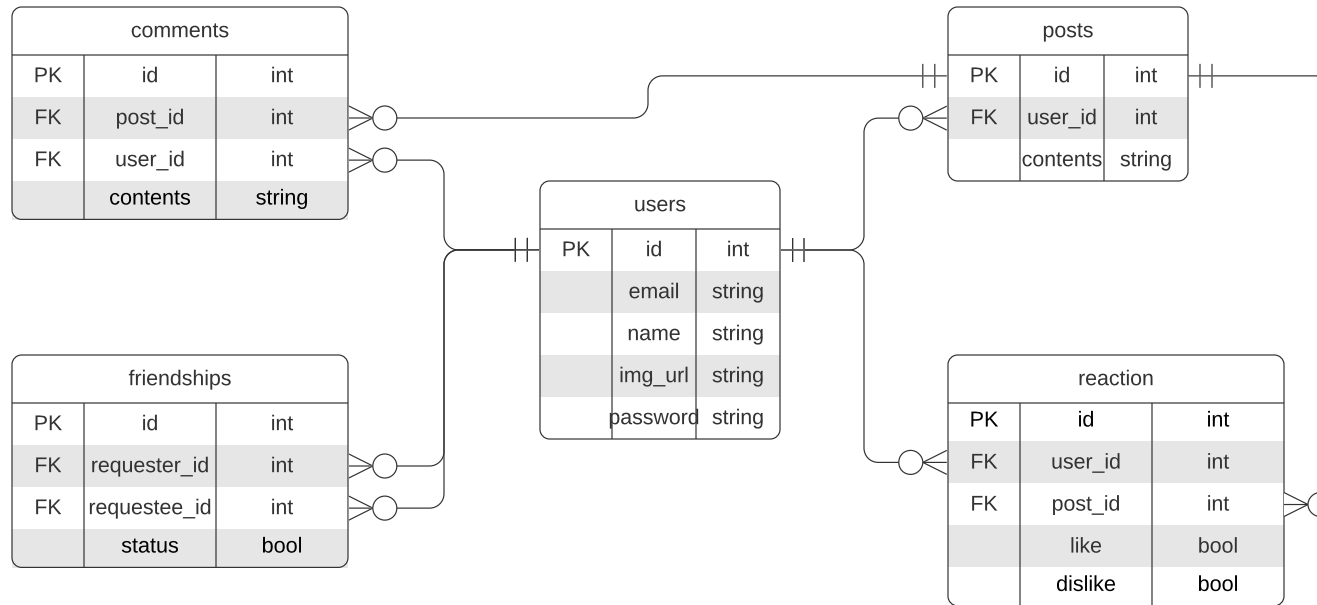 comments
PK id int
FK post_id int
FK user_id int
contents string
posts
PK id int
FK user_id int
contents string
users
PK id int
email string
name string
img_url string
password string
friendships
PK id int
FK requester_id int
FK requestee_id int
status bool
reaction
PK id int
FK user_id int
FK post_id int
like bool
dislike bool